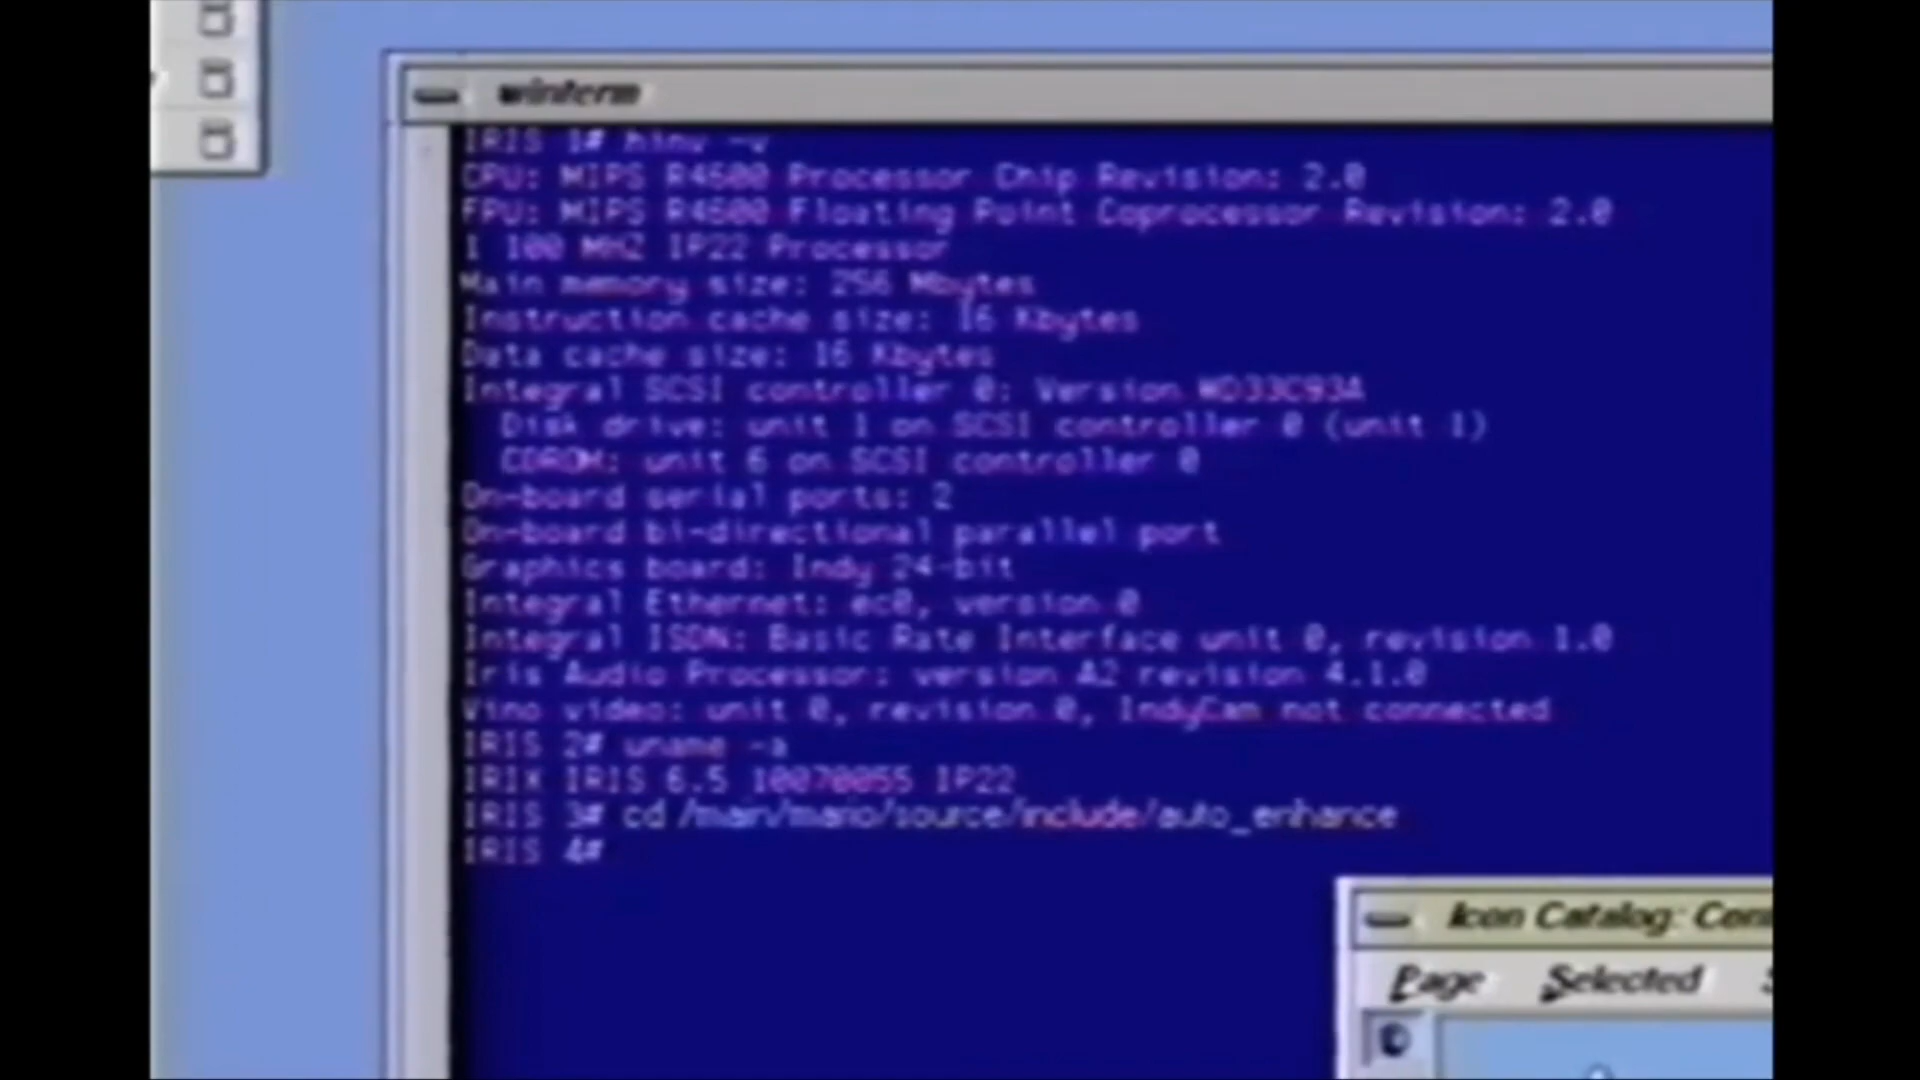 winterm
IRIS 1# hinv -v
CPU: MIPS R4600 Processor Chip Revision: 2.0
FPU: MIPS R4600 Floating Point Coprocessor Revision: 2.0
1 100 MHZ IP22 Processor
Main memory size: 256 Mbytes
Instruction cache size: 16 Kbytes
Data cache size: 16 Kbytes
Integral SCSI controller 0: Version WD33C93A
Disk drive: unit 1 on SCSI controller 0 (unit 1)
CDROM: unit 6 on SCSI controller 0
On-board serial ports: 2
On-board bi-directional parallel port
Graphics board: Indy 24-bit
Integral Ethernet: ec0, version 0
Integral ISDN: Basic Rate Interface unit 0, revision 1.0
Iris Audio Processor: version A2 revision 4.1.0
Vino video: unit 0, revision 0, IndyCam not connected
IRIS 2# uname -a
IRIX IRIS 6.5 10070055 IP22
IRIS 3# cd /main/mario/source/include/auto_enhance
IRIS 4#
Icon Catalog:
Page Selected